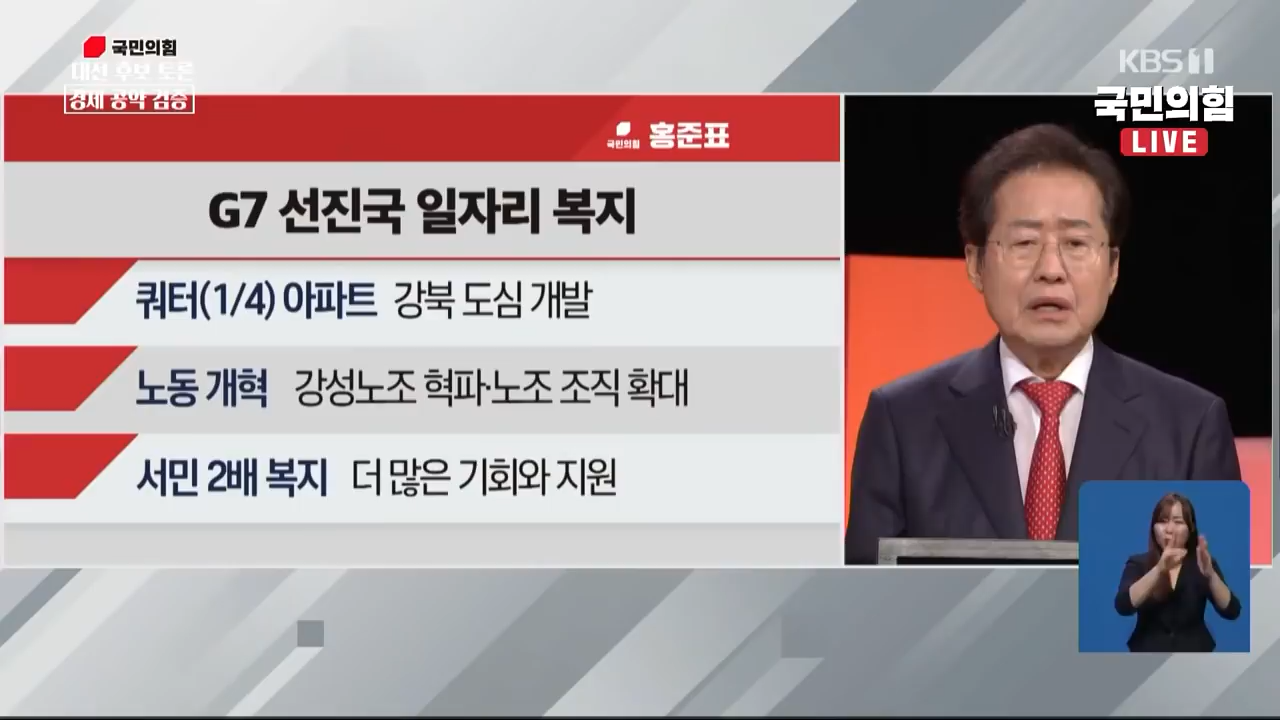 국민의힘
대선 후보 토론
경제 공약 검증
KBS 1
국민의힘
LIVE
국민의힘 홍준표
G7 선진국 일자리 복지
쿼터(1/4) 아파트 강북 도심 개발
노동 개혁 강성노조 혁파·노조 조직 확대
서민 2배 복지 더 많은 기회와 지원